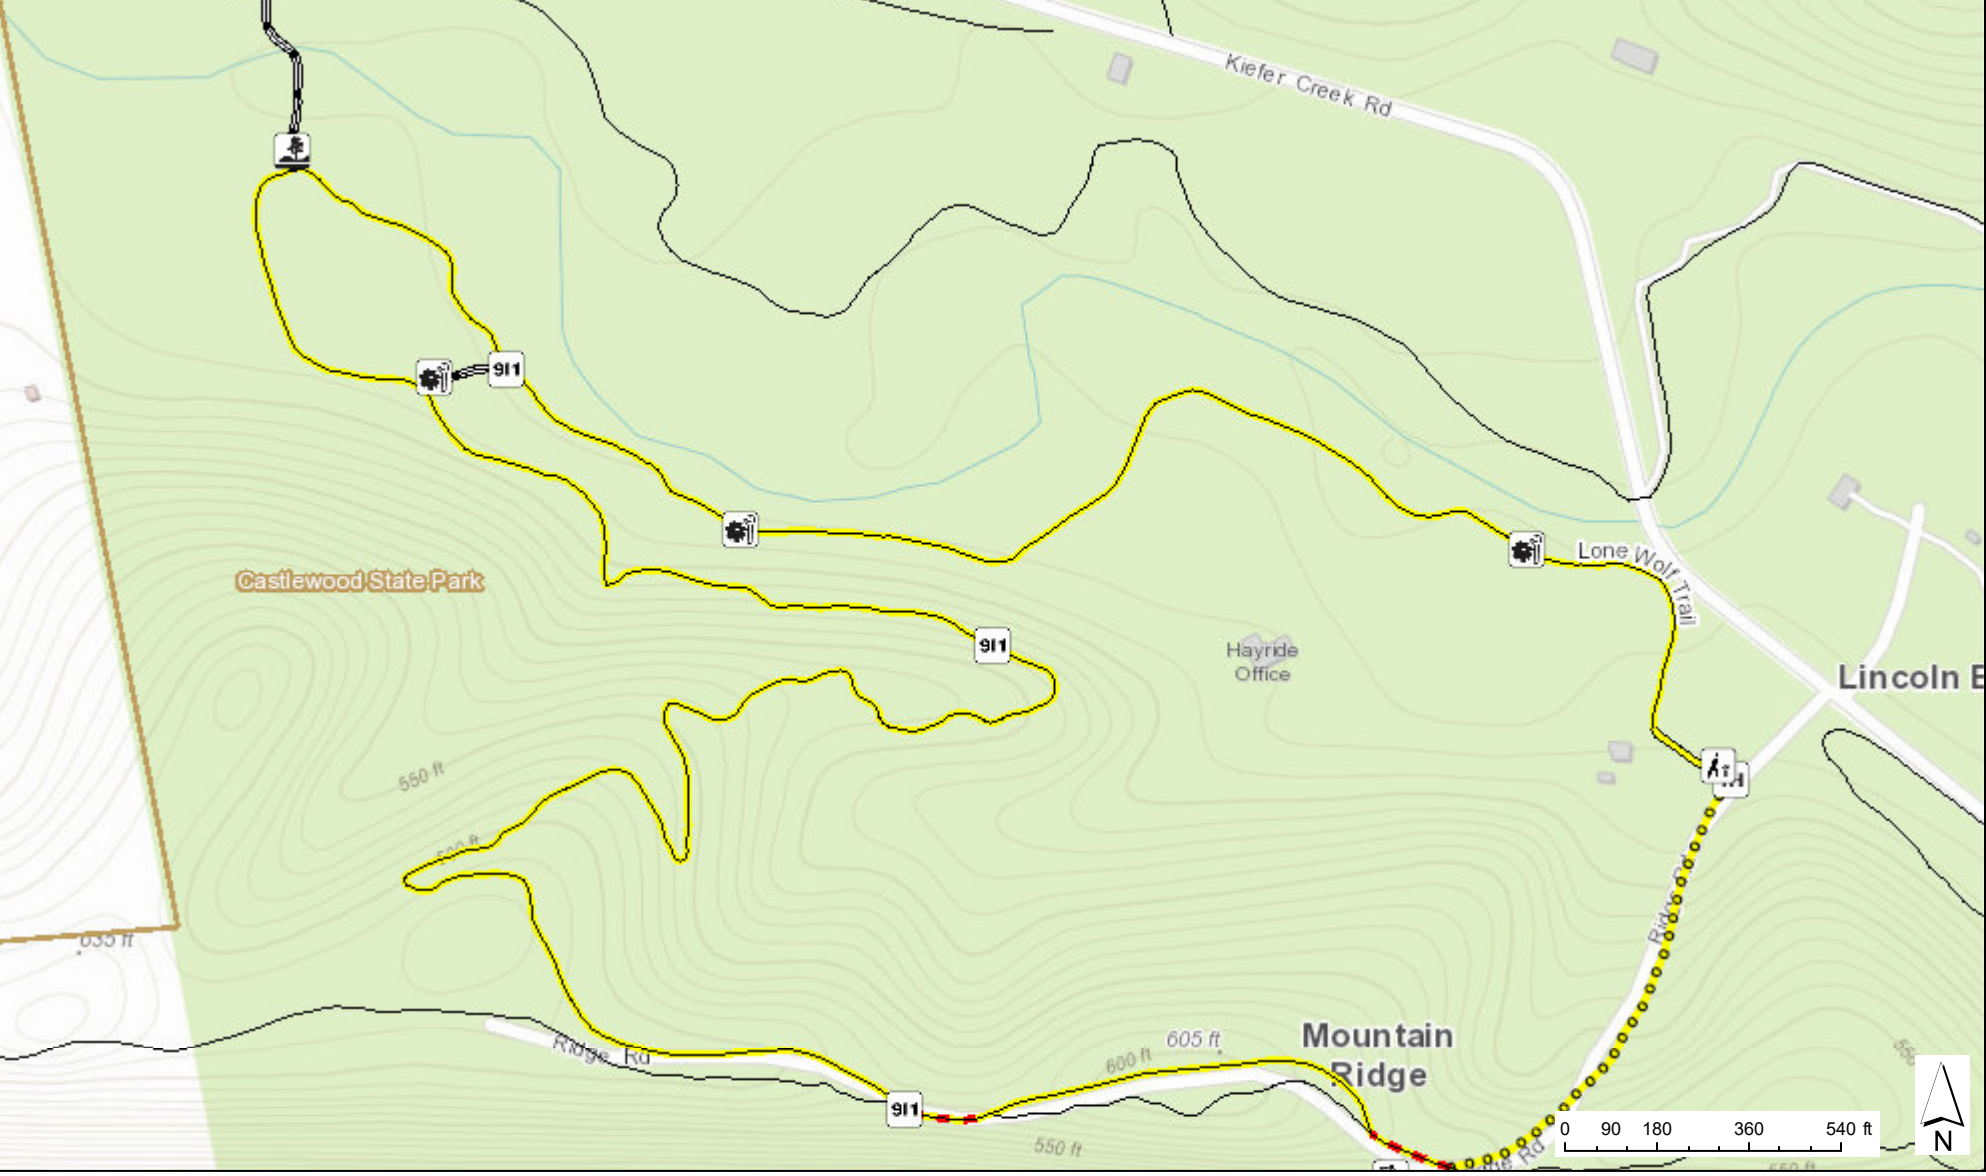 Kiefer Creek Rd
911
Lone Wolf Trail
Castlewood State Park
911
Hayride
Office
Lincoln
550 ft
635 ft
Ridge Rd
605 ft
600 ft
Mountain
Ridge
911
550 ft
0 90 180 360 540 ft
N